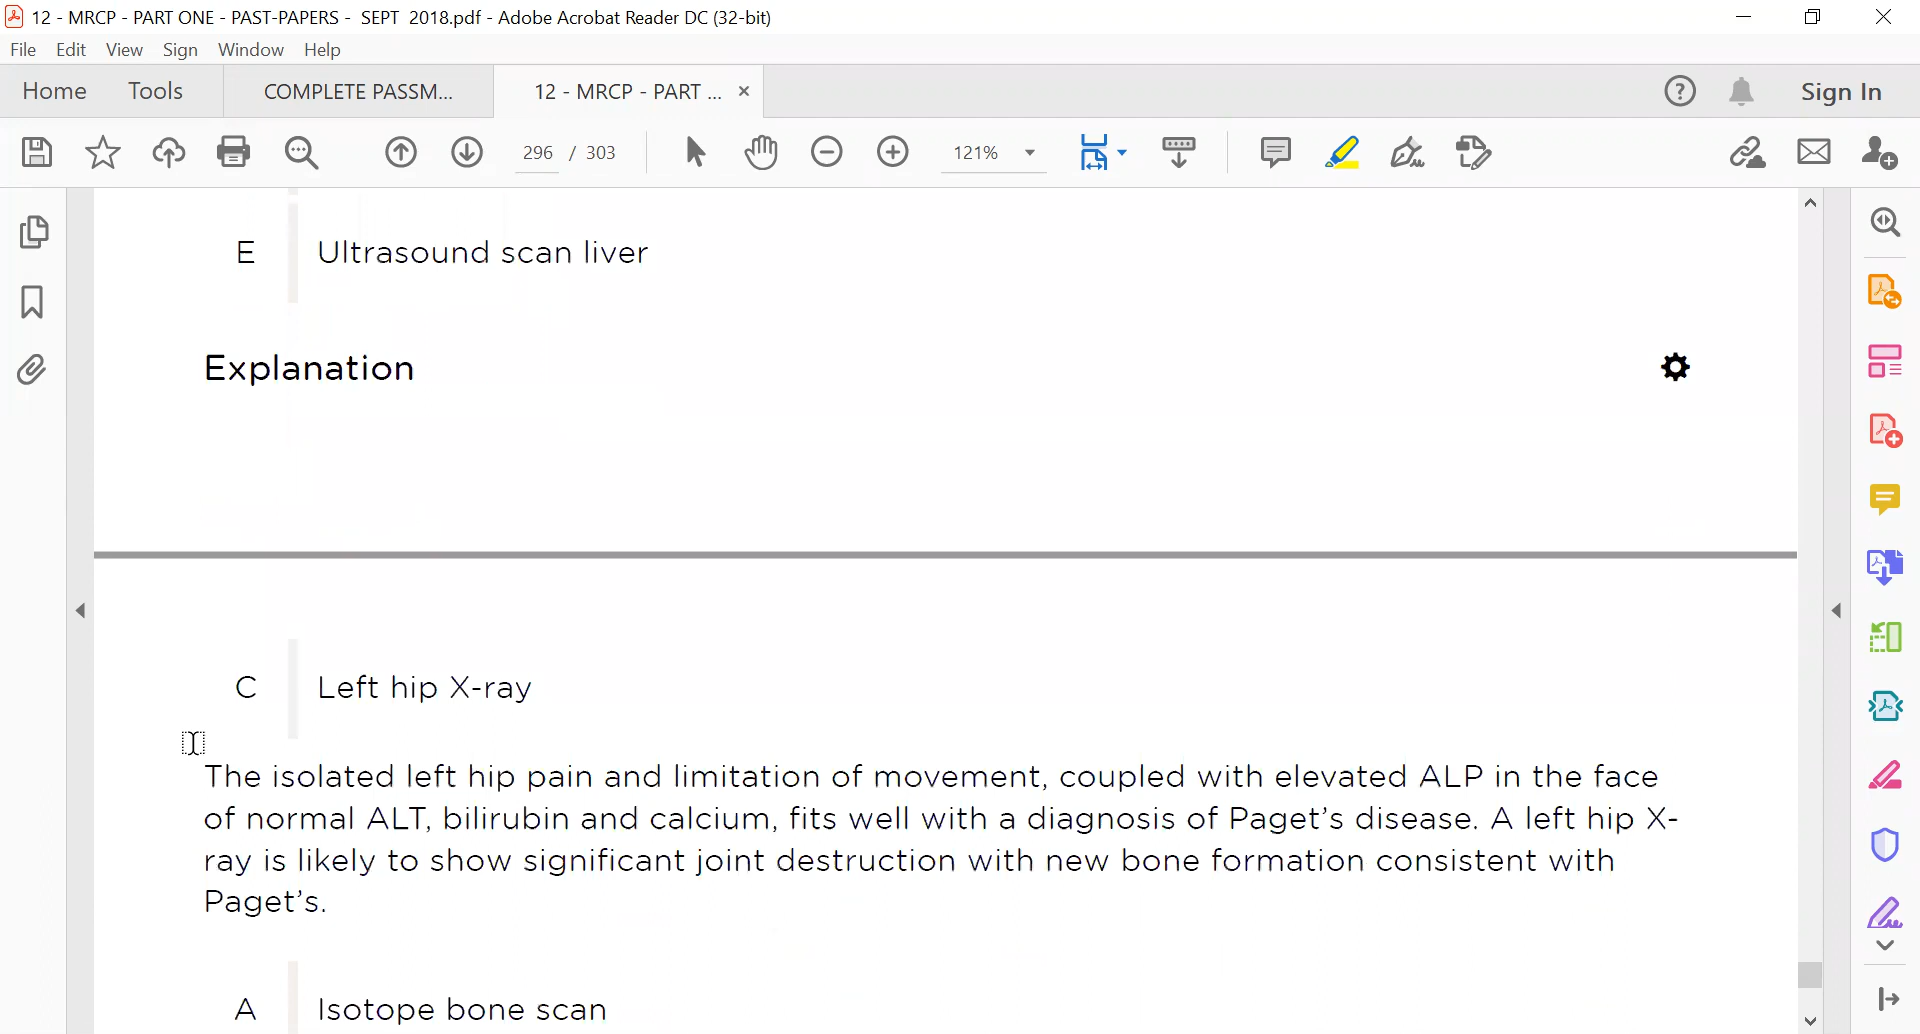 12 - MRCP - PART ONE - PAST-PAPERS - SEPT 2018.pdf - Adobe Acrobat Reader DC (32-bit)
File Edit View Sign Window Help
Home Tools COMPLETE PASSM... 12 - MRCP - PART ... × Sign In
296 / 303 121%
E Ultrasound scan liver
Explanation
C Left hip X-ray
The isolated left hip pain and limitation of movement, coupled with elevated ALP in the face
of normal ALT, bilirubin and calcium, fits well with a diagnosis of Paget's disease. A left hip X-
ray is likely to show significant joint destruction with new bone formation consistent with
Paget's.
A Isotope bone scan